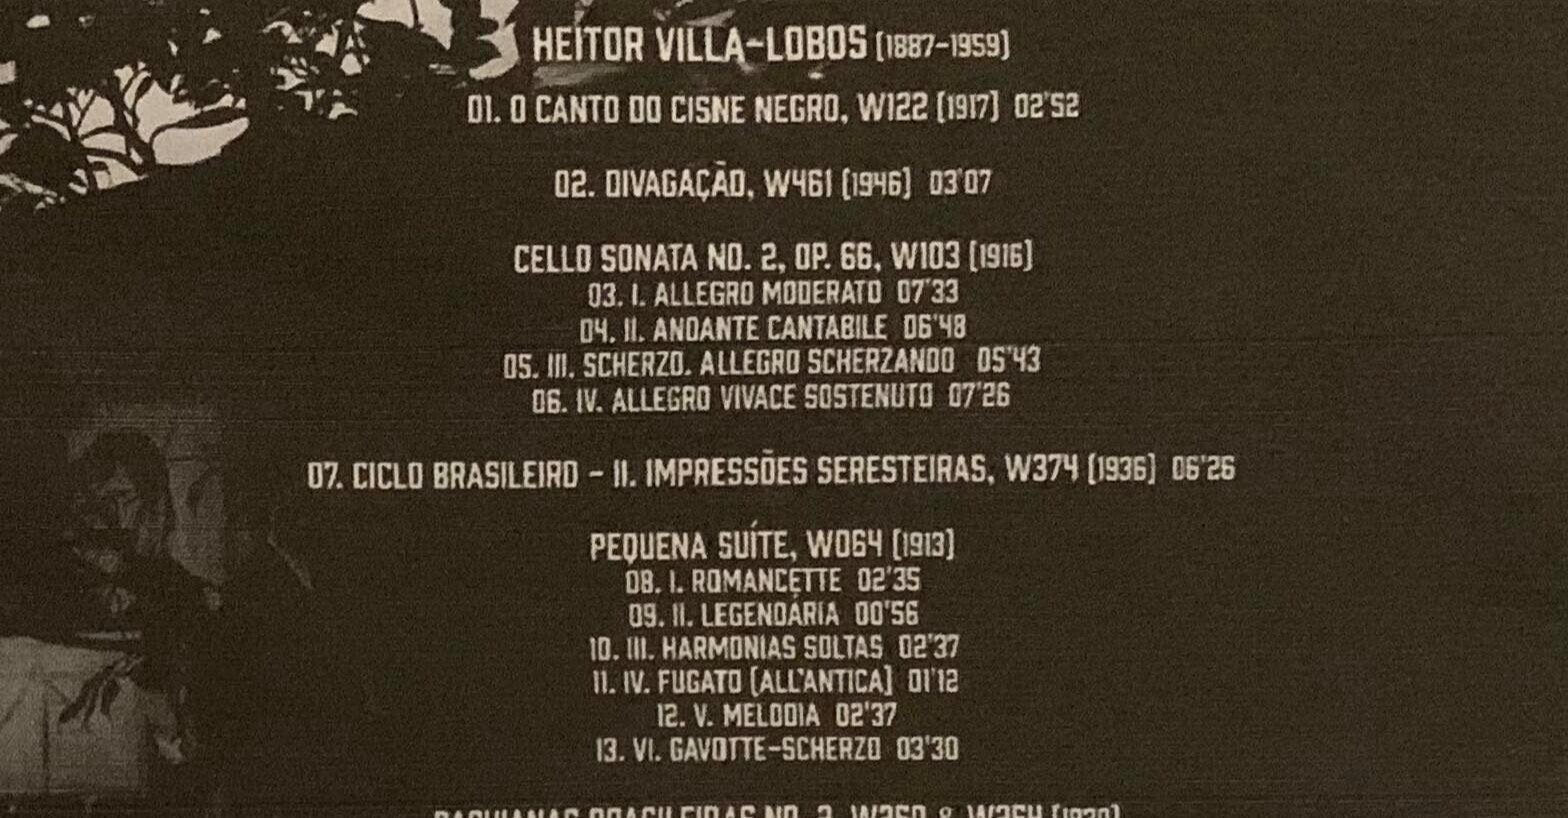 HEITOR VILLA-LOBOS (1887-1959)
01. O CANTO DO CISNE NEGRO, W122 (1917) 02'52
02. DIVAGAÇÃO, W461 (1946) 03'07
CELLO SONATA NO. 2, OP. 66, W103 (1916)
03. I. ALLEGRO MODERATO 07'33
04. II. ANDANTE CANTABILE 06'48
05. III. SCHERZO. ALLEGRO SCHERZANDO 05'43
06. IV. ALLEGRO VIVACE SOSTENUTO 07'26
07. CICLO BRASILEIRO - II. IMPRESSÕES SERESTEIRAS, W374 (1936) 06'26
PEQUENA SUÍTE, W064 (1913)
08. I. ROMANCETTE 02'35
09. II. LEGENDÁRIA 00'56
10. III. HARMONIAS SOLTAS 02'37
11. IV. FUGATO (ALL'ANTICA) 01'12
12. V. MELODIA 02'37
13. VI. GAVOTTE-SCHERZO 03'30
BACHIANAS BRASILEIRAS NO. 2,